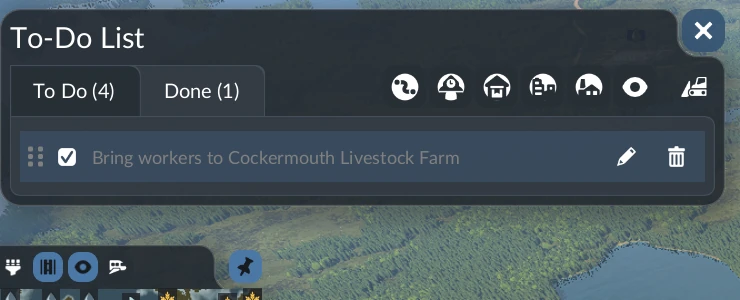 To-Do List
To Do (4)
Done (1)
Bring workers to Cockermouth Livestock Farm